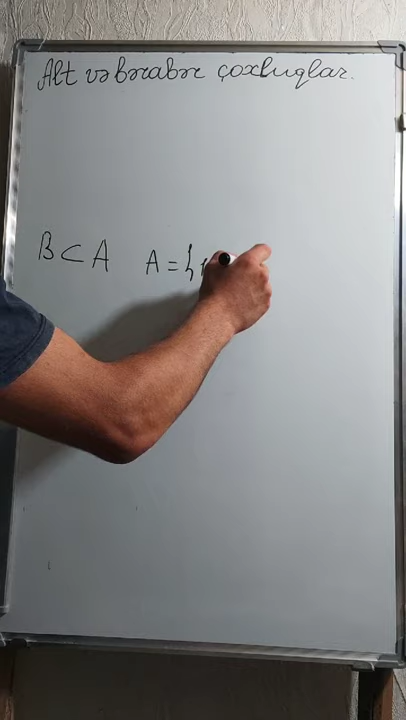 Alt və bərabər çoxluqlar.
B ⊂ A A = {